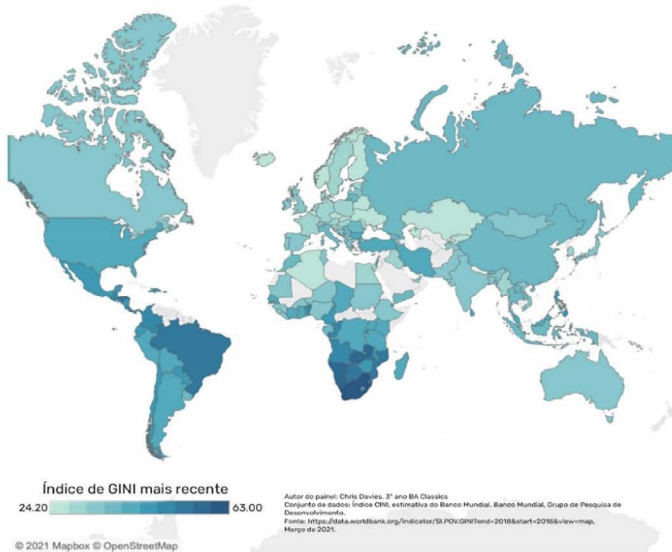 Índice de GINI mais recente
24.20 63.00
Autor do painel: Chris Davies. 3° ano BA Classics
Conjunto de dados: Índice CINI, estimativa do Banco Mundial. Banco Mundial, Grupo de Pesquisa de
Desenvolvimento.
Fonte: https://data.worldbank.org/indicator/SI.POV.GINI?end=2018&start=2018&view=map,
Março de 2021.
© 2021 Mapbox © OpenStreetMap